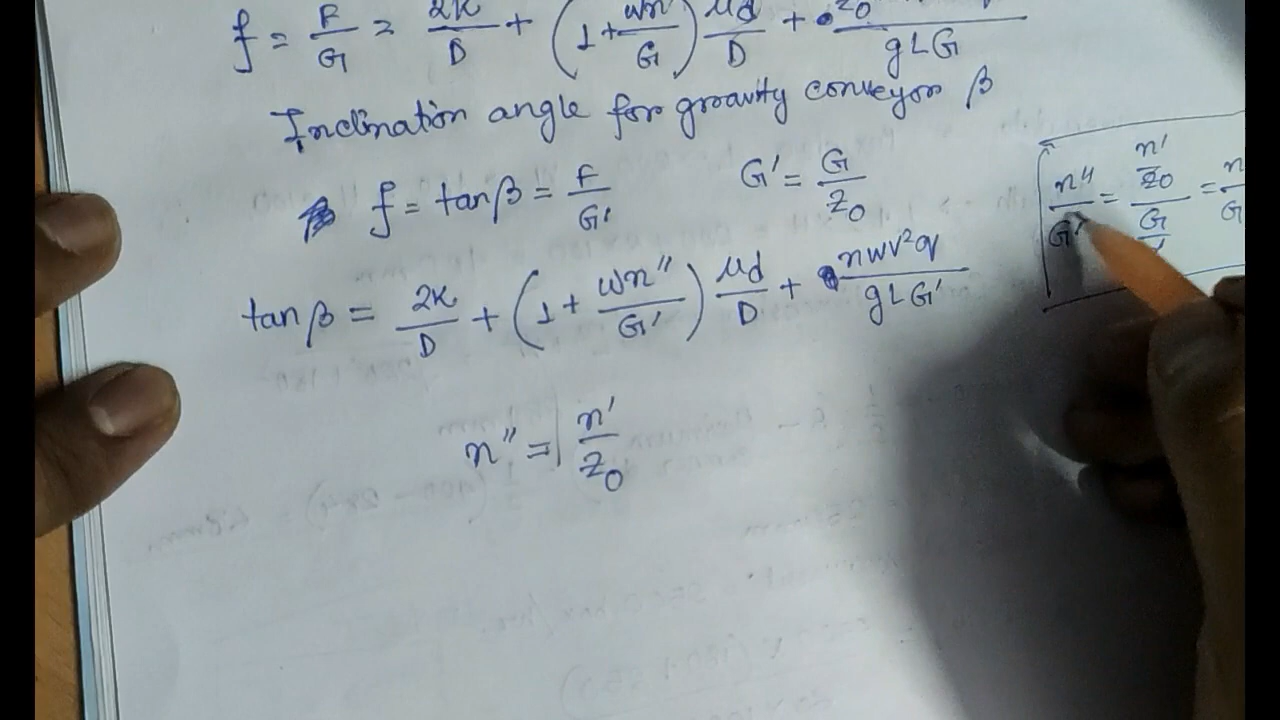 f = F/G = 2K/D + (1 + wn'/G) μd/D + z0 / gLG
Inclination angle for gravity conveyor β
f = tanβ = F/G' G' = G/z0
n''/G' = n'/z0 / G = n/G
tanβ = 2K/D + (1 + wn''/G') μd/D + nwv²q/gLG'
n'' = n'/z0